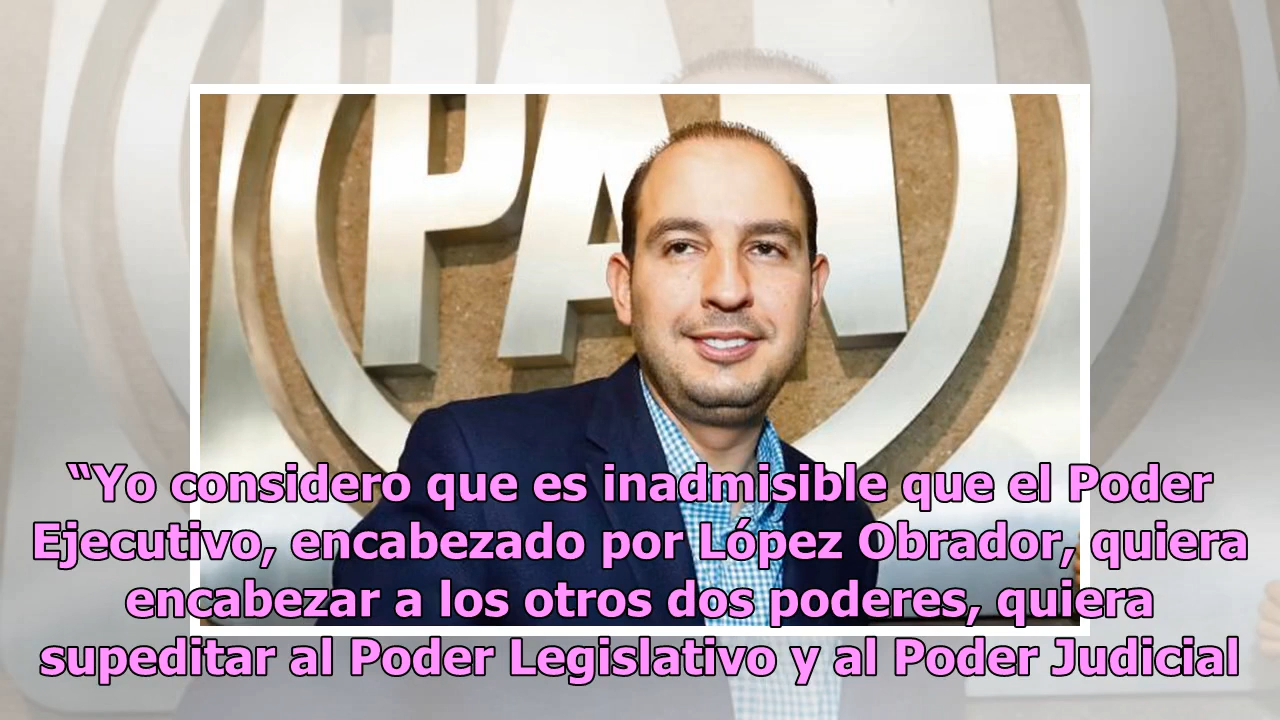 PAN
“Yo considero que es inadmisible que el Poder
Ejecutivo, encabezado por López Obrador, quiera
encabezar a los otros dos poderes, quiera
supeditar al Poder Legislativo y al Poder Judicial